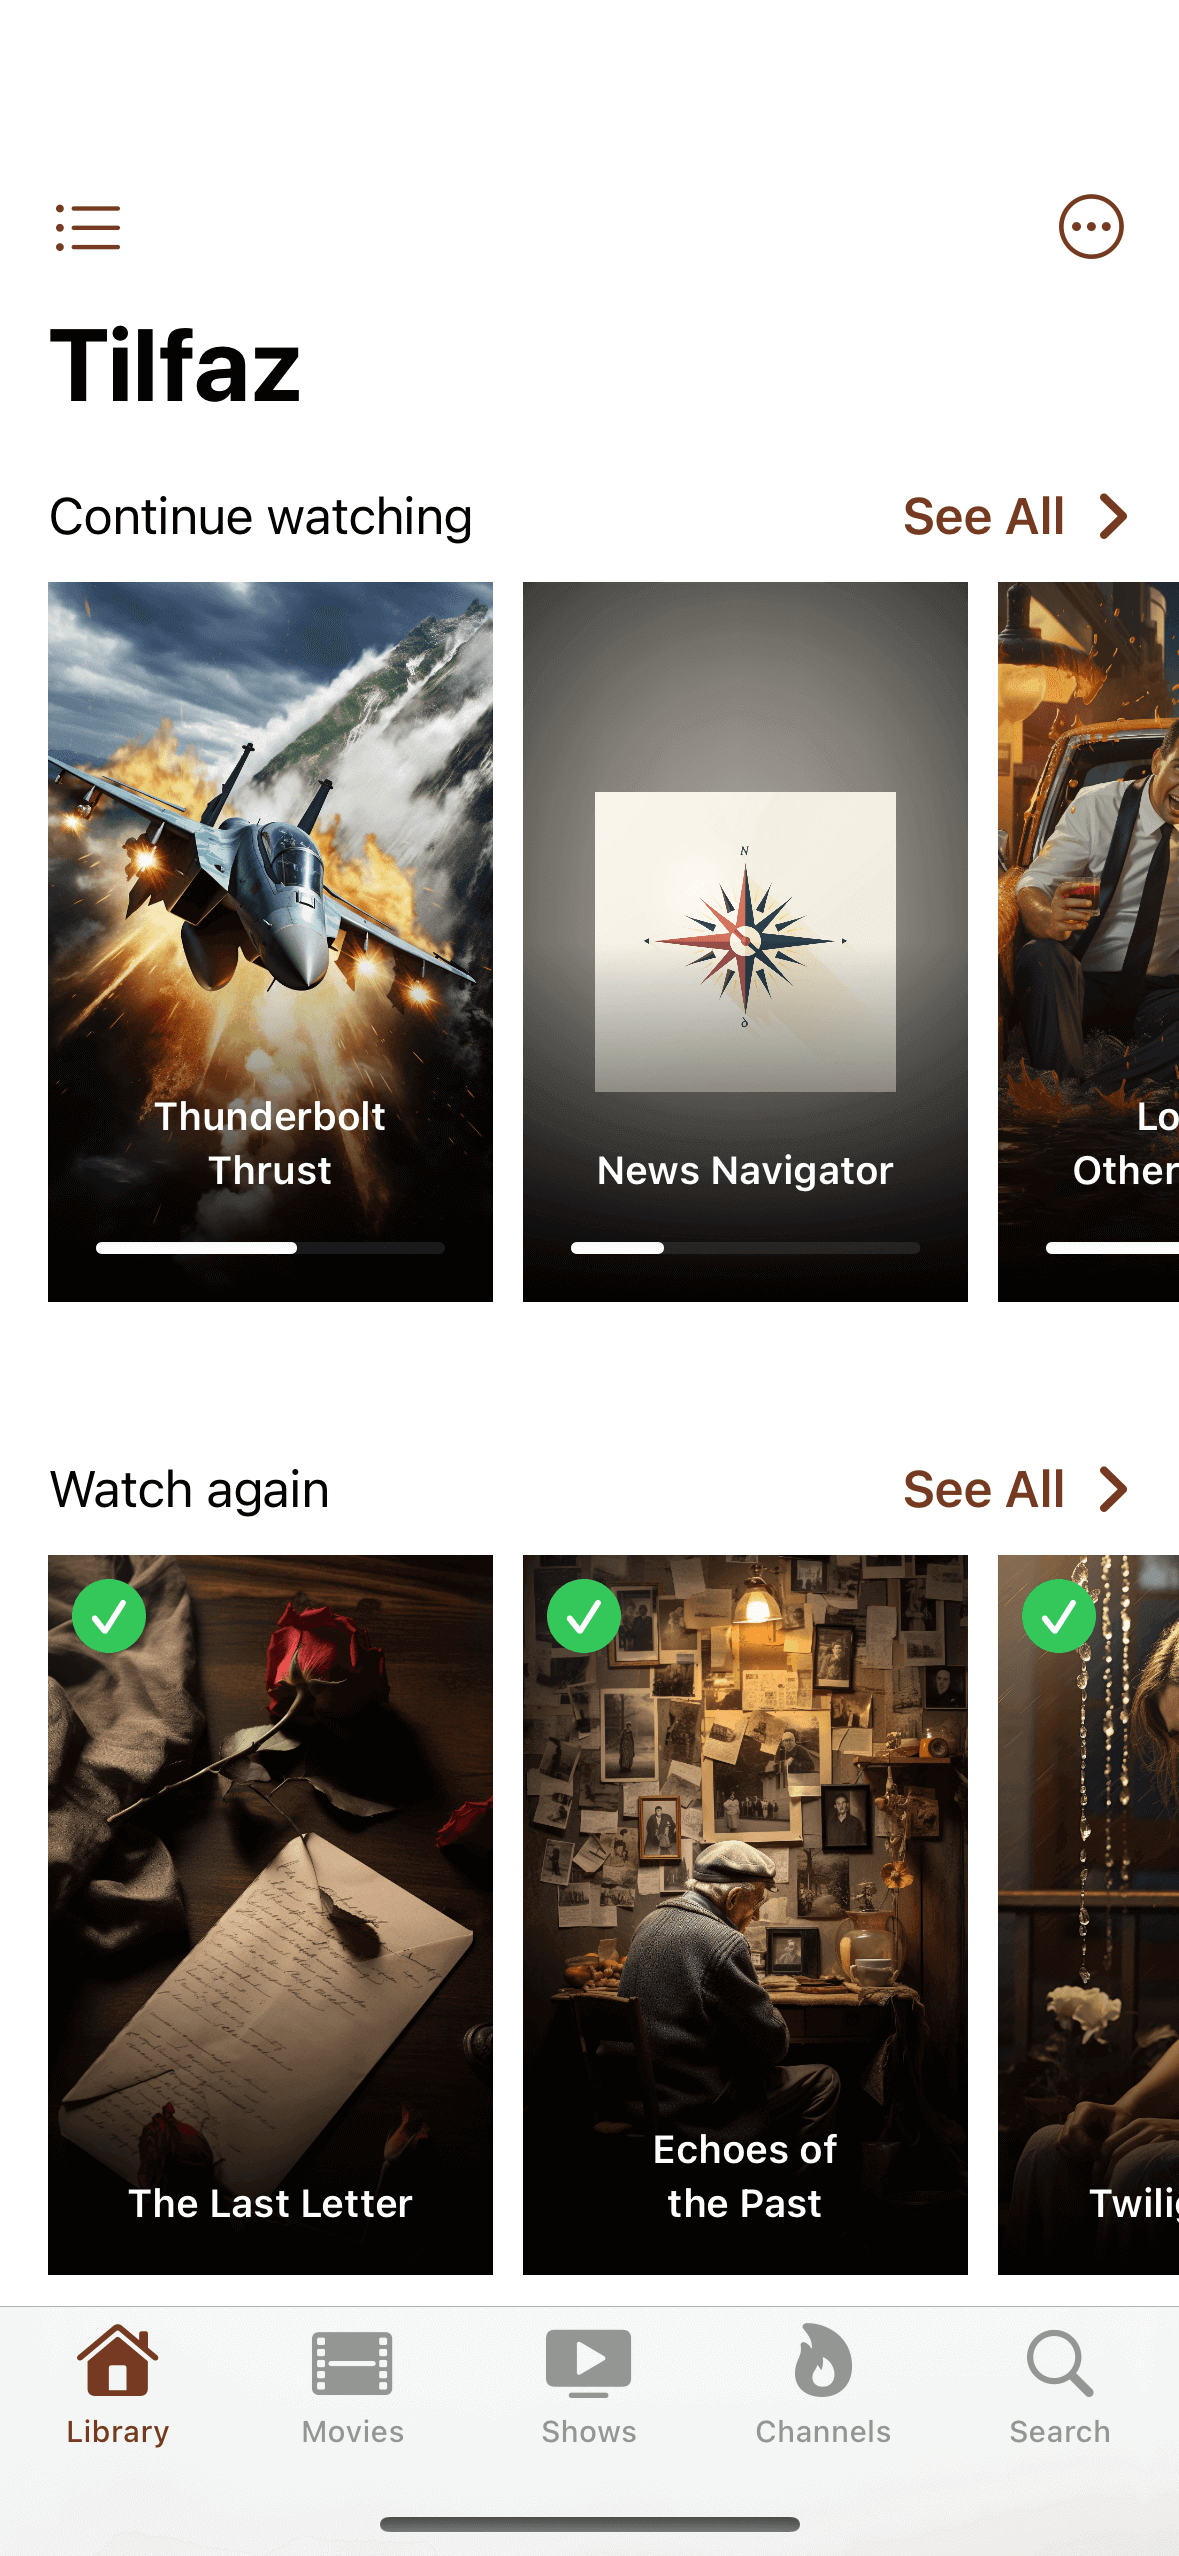 Tilfaz
Continue watching
See All
N
Thunderbolt
Thrust
News Navigator
Lo
Other
Watch again
See All
The Last Letter
Echoes of
the Past
Twilig
Library
Movies
Shows
Channels
Search